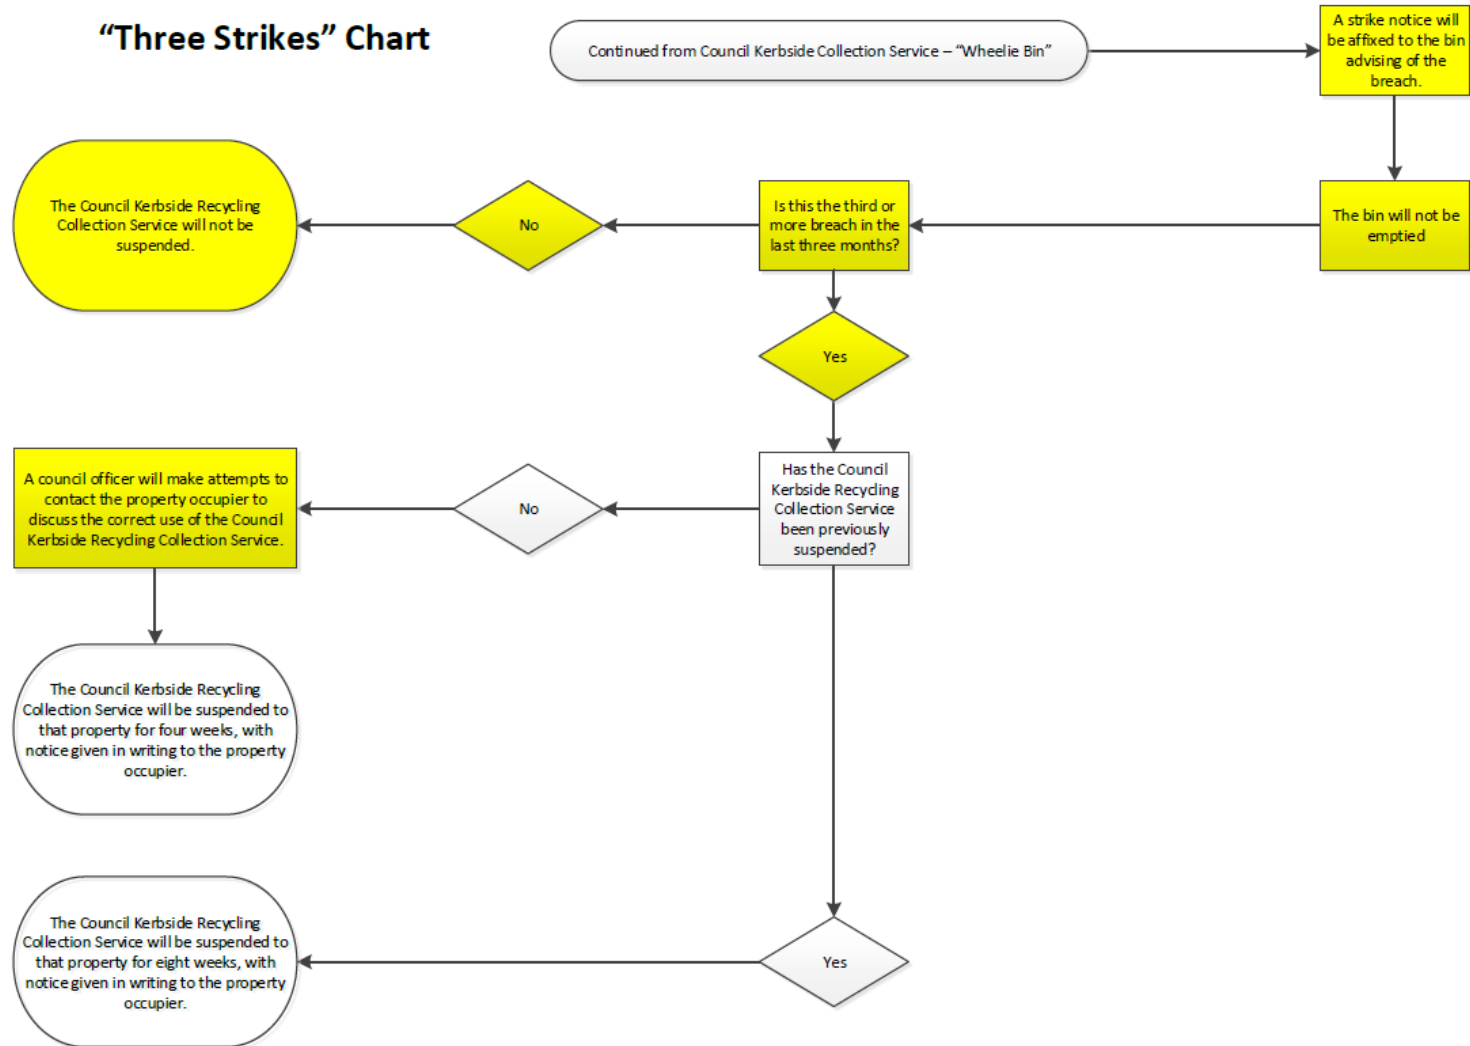 “Three Strikes” Chart
Continued from Council Kerbside Collection Service – “Wheelie Bin”
A strike notice will
be affixed to the bin
advising of the
breach.
The Council Kerbside Recycling
Collection Service will not be
suspended.
No
Is this the third or
more breach in the
last three months?
The bin will not be
emptied
Yes
A council officer will make attempts to
contact the property occupier to
discuss the correct use of the Council
Kerbside Recycling Collection Service.
No
Has the Council
Kerbside Recycling
Collection Service
been previously
suspended?
The Council Kerbside Recycling
Collection Service will be suspended to
that property for four weeks, with
notice given in writing to the property
occupier.
The Council Kerbside Recycling
Collection Service will be suspended to
that property for eight weeks, with
notice given in writing to the property
occupier.
Yes